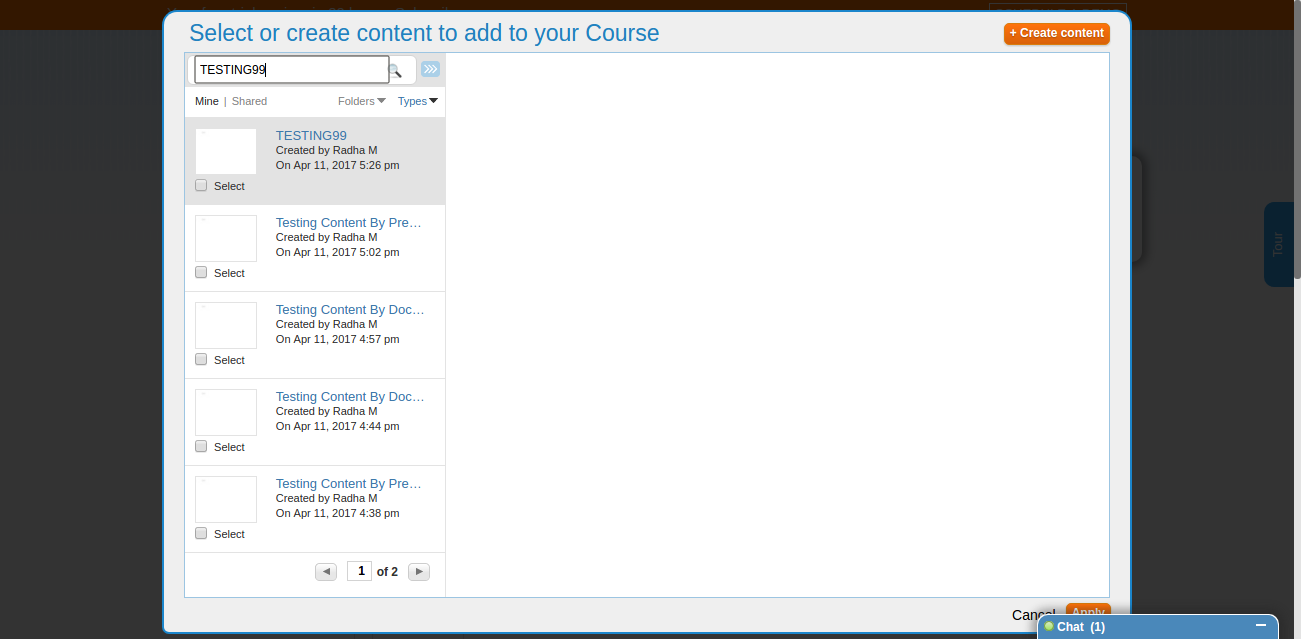 Select or create content to add to your Course
+ Create content
TESTING99
Mine | Shared
Folders
Types
TESTING99
Created by Radha M
On Apr 11, 2017 5:26 pm
Select
Testing Content By Pre…
Created by Radha M
On Apr 11, 2017 5:02 pm
Select
Testing Content By Doc…
Created by Radha M
On Apr 11, 2017 4:57 pm
Select
Testing Content By Doc…
Created by Radha M
On Apr 11, 2017 4:44 pm
Select
Testing Content By Pre…
Created by Radha M
On Apr 11, 2017 4:38 pm
Select
1 of 2
Cancel
Apply
Chat (1)
Tour